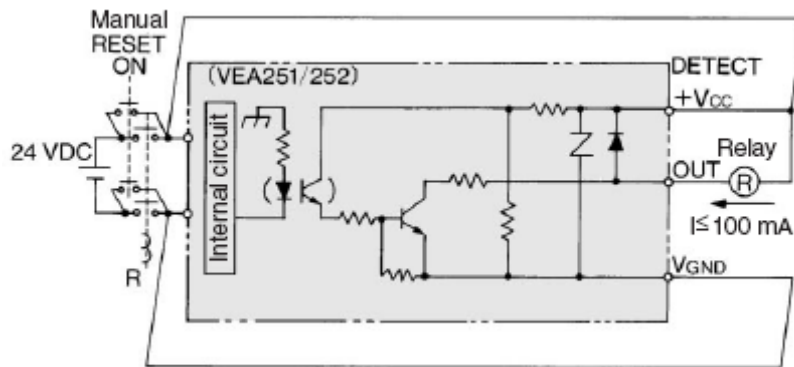 Manual
RESET
ON
(VEA251/252)
DETECT
+VCC
24 VDC
Internal circuit
OUT
Relay
R
I≤100 mA
R
VGND